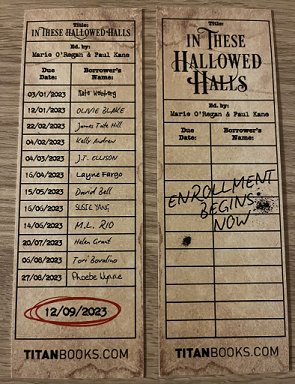 Title:
IN THESE
HALLOWED
HALLS
Ed. by:
Marie O'Regan & Paul Kane
Due Date: Borrower's Name:
03/01/2023 Kate Weinberg
12/01/2023 OLIVIE BLAKE
22/02/2023 James Tate Hill
04/02/2023 Kelly Andrew
04/03/2023 J.T. ELLISON
16/04/2023 Layne Fargo
15/05/2023 David Bell
16/05/2023 SUSIE YANG
14/06/2023 M.L. RIO
20/07/2023 Helen Grant
06/08/2023 Tori Bovalino
27/08/2023 Phoebe Wynne
12/09/2023
TITANBOOKS.COM
Title:
IN THESE
HALLOWED
HALLS
Ed. by:
Marie O'Regan & Paul Kane
Due Date: Borrower's Name:
ENROLLMENT
BEGINS
NOW
TITANBOOKS.COM